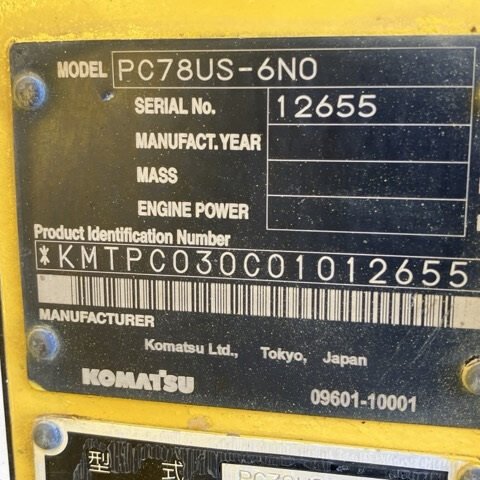 MODEL PC78US-6N0
SERIAL No. 12655
MANUFACT. YEAR
MASS
ENGINE POWER
Product Identification Number
*KMTPC030C01012655
MANUFACTURER
Komatsu Ltd., Tokyo, Japan
KOMATSU 09601-10001
型 式